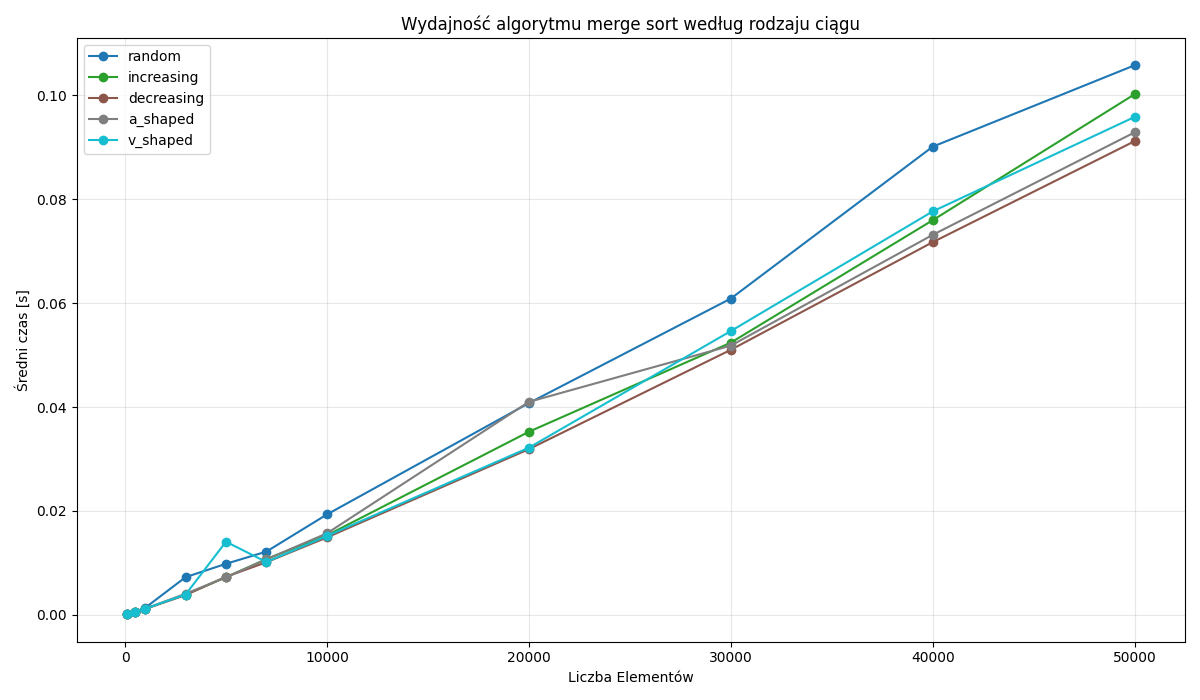 Wydajność algorytmu merge sort według rodzaju ciągu
random
increasing
decreasing
a_shaped
v_shaped
Średni czas [s]
0.10
0.08
0.06
0.04
0.02
0.00
0
10000
20000
30000
40000
50000
Liczba Elementów